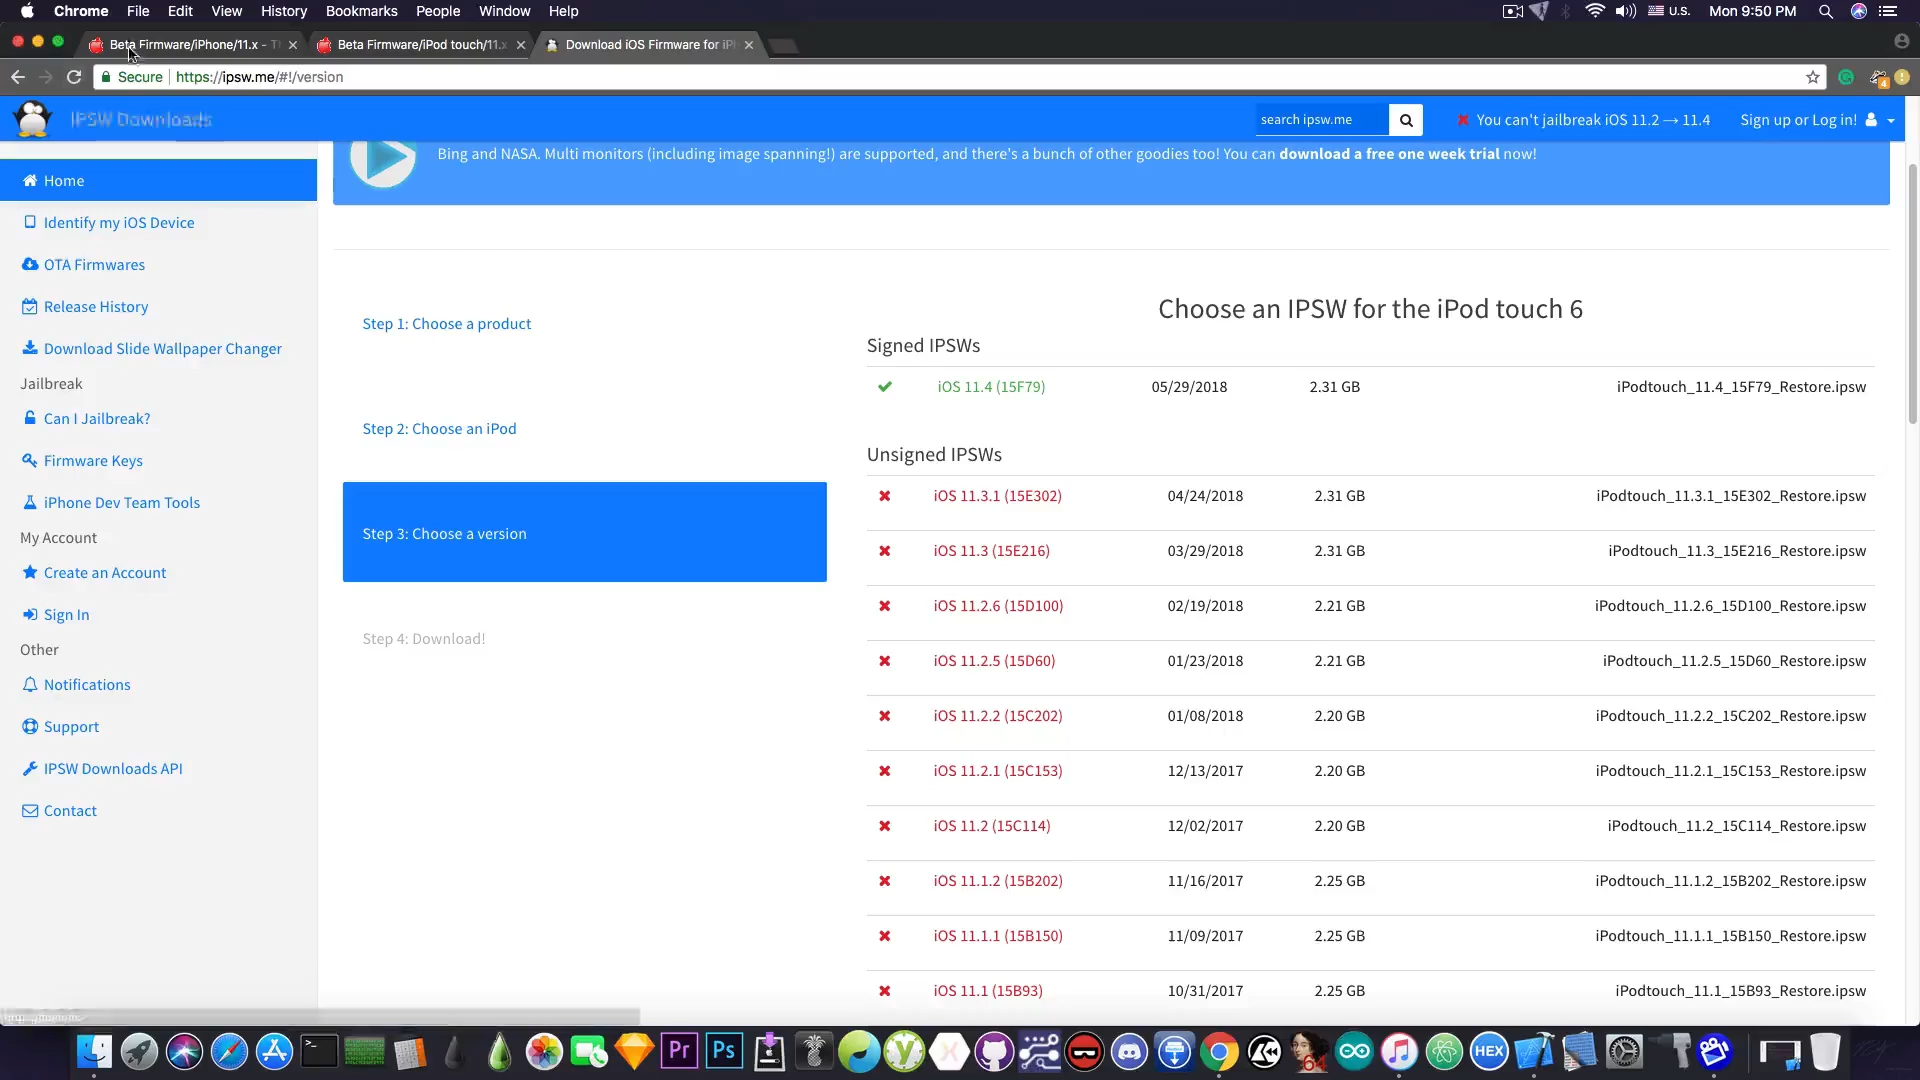 Chrome File Edit View History Bookmarks People Window Help U.S. Mon 9:50 PM
Beta Firmware/iPhone/11.x - T Beta Firmware/iPod touch/11.x Download iOS Firmware for iP
Secure https://ipsw.me/#!/version
IPSW Downloads search ipsw.me You can't jailbreak iOS 11.2 → 11.4 Sign up or Log in!
Bing and NASA. Multi monitors (including image spanning!) are supported, and there's a bunch of other goodies too! You can download a free one week trial now!
Home
Identify my iOS Device
OTA Firmwares
Release History
Download Slide Wallpaper Changer
Jailbreak
Can I Jailbreak?
Firmware Keys
iPhone Dev Team Tools
My Account
Create an Account
Sign In
Other
Notifications
Support
IPSW Downloads API
Contact
Step 1: Choose a product
Step 2: Choose an iPod
Step 3: Choose a version
Step 4: Download!
Choose an IPSW for the iPod touch 6
Signed IPSWs
iOS 11.4 (15F79) 05/29/2018 2.31 GB iPodtouch_11.4_15F79_Restore.ipsw
Unsigned IPSWs
iOS 11.3.1 (15E302) 04/24/2018 2.31 GB iPodtouch_11.3.1_15E302_Restore.ipsw
iOS 11.3 (15E216) 03/29/2018 2.31 GB iPodtouch_11.3_15E216_Restore.ipsw
iOS 11.2.6 (15D100) 02/19/2018 2.21 GB iPodtouch_11.2.6_15D100_Restore.ipsw
iOS 11.2.5 (15D60) 01/23/2018 2.21 GB iPodtouch_11.2.5_15D60_Restore.ipsw
iOS 11.2.2 (15C202) 01/08/2018 2.20 GB iPodtouch_11.2.2_15C202_Restore.ipsw
iOS 11.2.1 (15C153) 12/13/2017 2.20 GB iPodtouch_11.2.1_15C153_Restore.ipsw
iOS 11.2 (15C114) 12/02/2017 2.20 GB iPodtouch_11.2_15C114_Restore.ipsw
iOS 11.1.2 (15B202) 11/16/2017 2.25 GB iPodtouch_11.1.2_15B202_Restore.ipsw
iOS 11.1.1 (15B150) 11/09/2017 2.25 GB iPodtouch_11.1.1_15B150_Restore.ipsw
iOS 11.1 (15B93) 10/31/2017 2.25 GB iPodtouch_11.1_15B93_Restore.ipsw
Pr Ps HEX